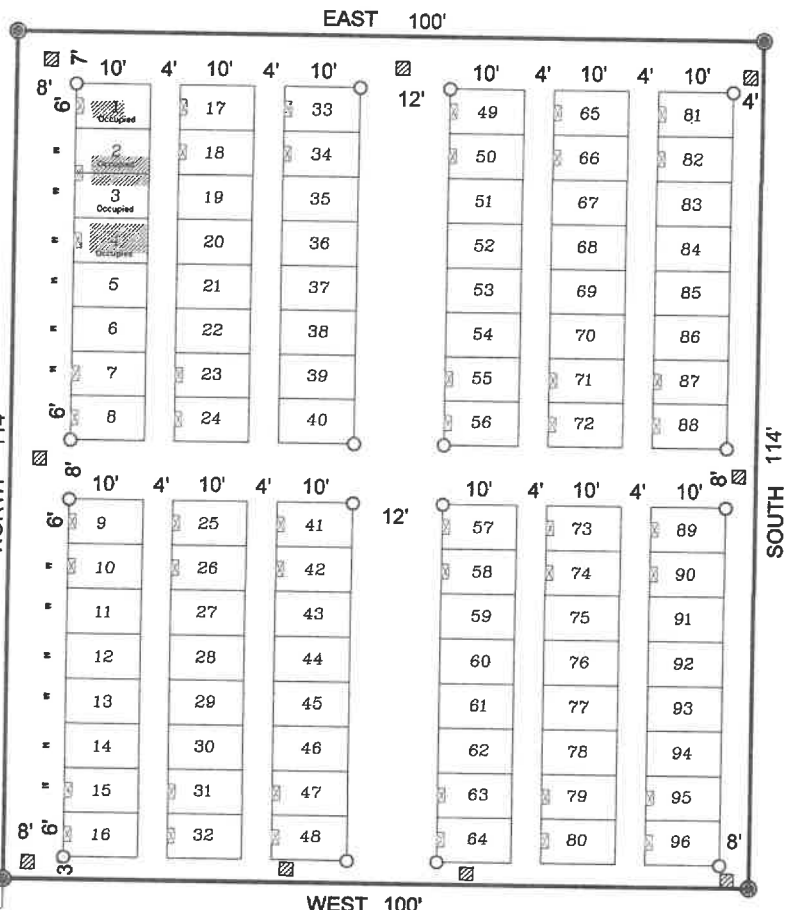 EAST 100'
7'
10' 4' 10' 4' 10' 10' 4' 10' 4' 10'
8' 12' 4'
6'
1 17 33 49 65 81
Occupied
2 18 34 50 66 82
Occupied
3 19 35 51 67 83
Occupied
4 20 36 52 68 84
Occupied
5 21 37 53 69 85
6 22 38 54 70 86
7 23 39 55 71 87
6'
8 24 40 56 72 88
SOUTH 114'
8' 8'
10' 4' 10' 4' 10' 10' 4' 10' 4' 10'
12'
6'
9 25 41 57 73 89
10 26 42 58 74 90
11 27 43 59 75 91
12 28 44 60 76 92
13 29 45 61 77 93
14 30 46 62 78 94
15 31 47 63 79 95
8' 6' 8'
16 32 48 64 80 96
3
WEST 100'